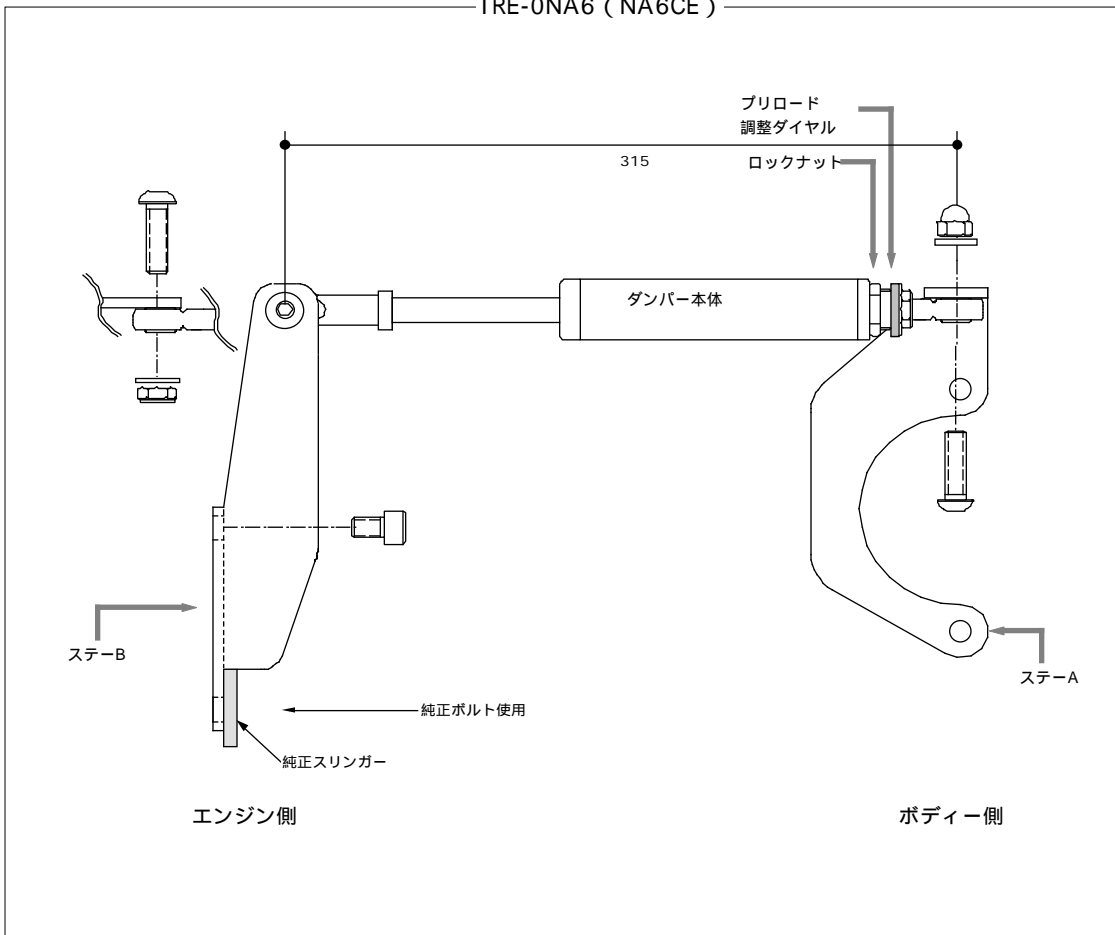 TRE-0NA6 ( NA6CE )
プリロード
調整ダイヤル
315
ロックナット
ダンパー本体
ステーB
ステーA
純正ボルト使用
純正スリンガー
エンジン側
ボディー側